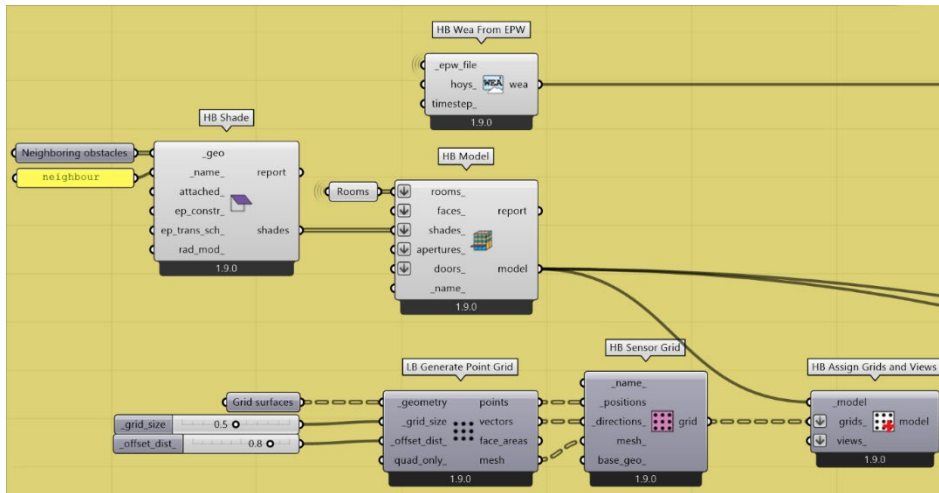 HB Wea From EPW
_epw_file
hoys_
WEA
wea
timestep_
1.9.0
HB Shade
Neighboring obstacles
neighbour
_geo
_name_
report
attached_
ep_constr_
ep_trans_sch_
shades
rad_mod_
1.9.0
HB Model
Rooms
rooms_
faces_
report
shades_
apertures_
doors_
model
_name_
1.9.0
LB Generate Point Grid
Grid surfaces
_grid_size
0.5
_offset_dist_
0.8
_geometry
points
_grid_size
vectors
_offset_dist_
face_areas
quad_only_
mesh
1.9.0
HB Sensor Grid
_name_
_positions
_directions_
grid
mesh_
base_geo_
1.9.0
HB Assign Grids and Views
_model
grids_
model
views_
1.9.0